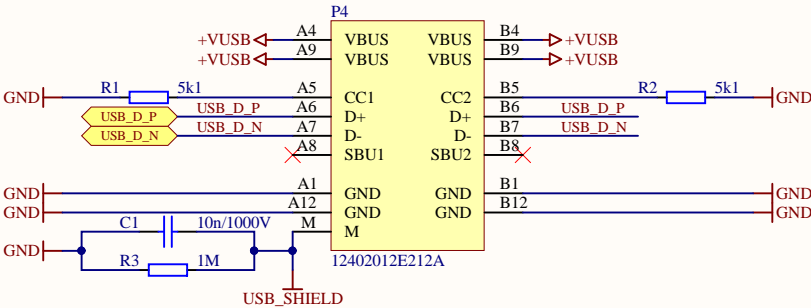 P4
+VUSB A4 VBUS VBUS B4 +VUSB
+VUSB A9 VBUS VBUS B9 +VUSB
GND R1 5k1 A5 CC1 CC2 B5 R2 5k1 GND
USB_D_P USB_D_P A6 D+ D+ B6 USB_D_P
USB_D_N USB_D_N A7 D- D- B7 USB_D_N
A8 SBU1 SBU2 B8
GND A1 GND GND B1 GND
GND A12 GND GND B12 GND
C1 10n/1000V M M
GND
R3 1M 12402012E212A
USB_SHIELD